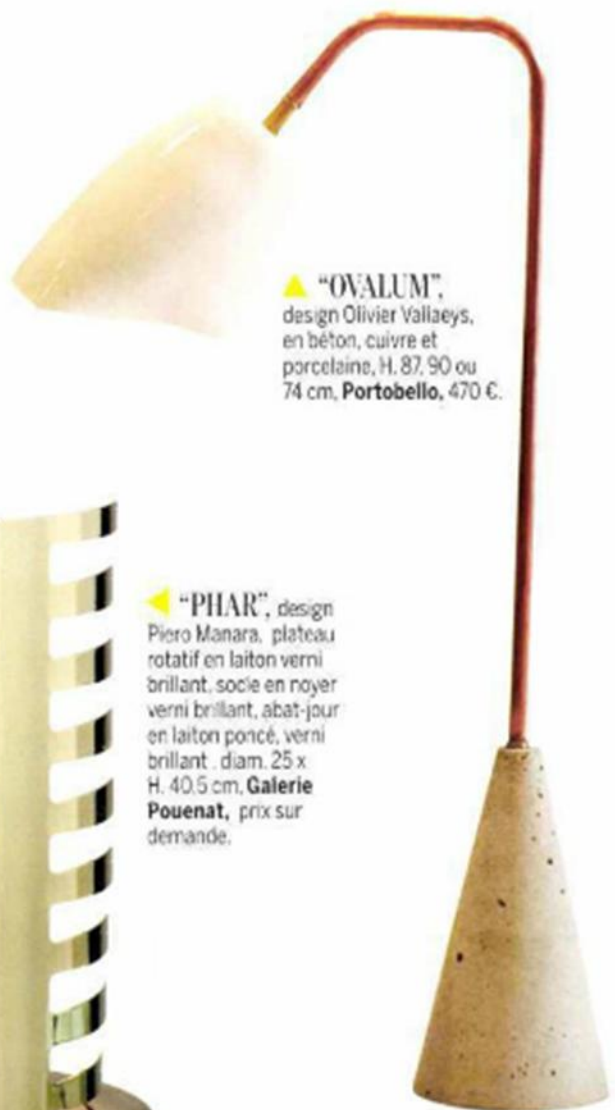 “OVALUM”,
design Olivier Vallaeys,
en béton, cuivre et
porcelaine, H. 87, 90 ou
74 cm, Portobello, 470 €.
“PHAR”, design
Piero Manara, plateau
rotatif en laiton verni
brillant, socle en noyer
verni brillant, abat-jour
en laiton poncé, verni
brillant. diam. 25 x
H. 40,5 cm, Galerie
Pouenat, prix sur
demande.